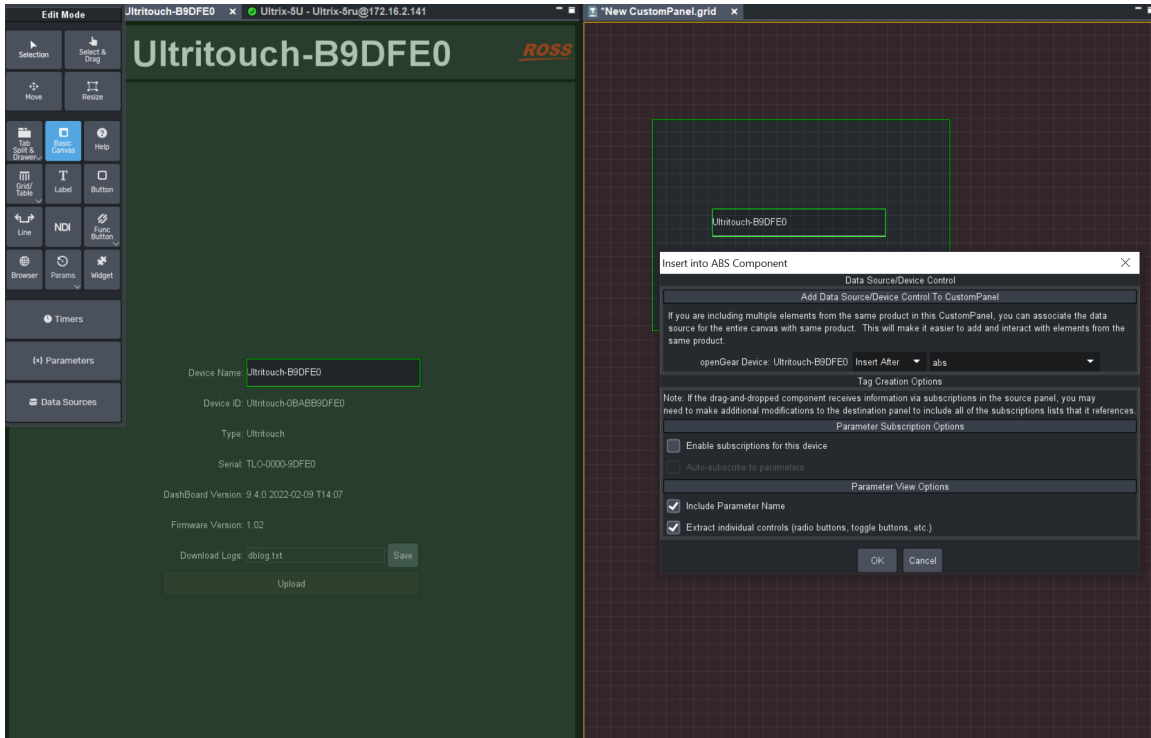 Edit Mode
Selection
Select & Drag
Move
Resize
Tab Split & Drawer
Basic Canvas
Help
Grid/ Table
Label
Button
Line
NDI
Func Button
Browser
Params
Widget
Timers
{x} Parameters
Data Sources
Ultritouch-B9DFE0 x
Ultrix-5U - Ultrix-5ru@172.16.2.141
Ultritouch-B9DFE0
ROSS
Device Name: Ultritouch-B9DFE0
Device ID: Ultritouch-0BABB9DFE0
Type: Ultritouch
Serial: TLO-0000-9DFE0
DashBoard Version: 9.4.0 2022-02-09 T14:07
Firmware Version: 1.02
Download Logs: dblog.txt Save
Upload
*New CustomPanel.grid x
Ultritouch-B9DFE0
Insert into ABS Component
Data Source/Device Control
Add Data Source/Device Control To CustomPanel
If you are including multiple elements from the same product in this CustomPanel, you can associate the data
source for the entire canvas with same product. This will make it easier to add and interact with elements from the
same product.
openGear Device: Ultritouch-B9DFE0 Insert After abs
Tag Creation Options
Note: If the drag-and-dropped component receives information via subscriptions in the source panel, you may
need to make additional modifications to the destination panel to include all of the subscriptions lists that it references.
Parameter Subscription Options
Enable subscriptions for this device
Auto-subscribe to parameters
Parameter View Options
Include Parameter Name
Extract individual controls (radio buttons, toggle buttons, etc.)
OK Cancel